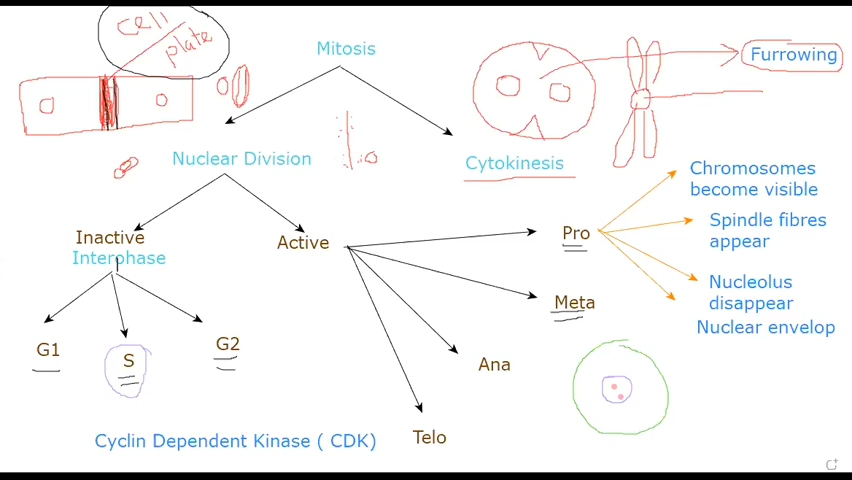 cell
plate
Mitosis
Furrowing
Nuclear Division
Cytokinesis
Chromosomes
become visible
Spindle fibres
appear
Inactive
Interphase
Active
Pro
Nucleolus
disappear
Meta
Nuclear envelop
G1
S
G2
Ana
Telo
Cyclin Dependent Kinase ( CDK)